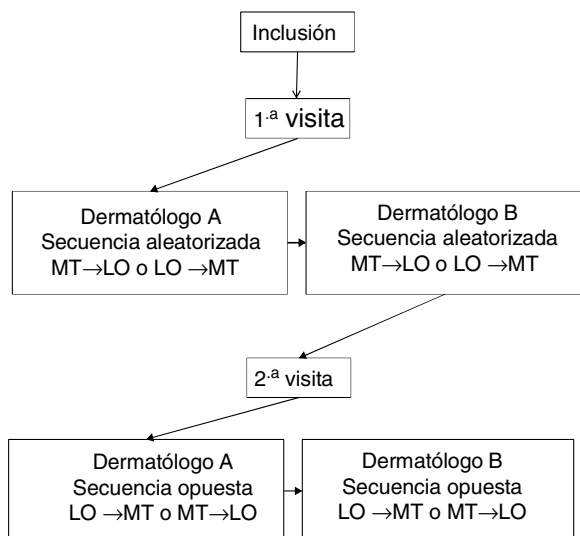 Inclusión
1.ª visita
Dermatólogo A
Secuencia aleatorizada
MT→LO o LO →MT
Dermatólogo B
Secuencia aleatorizada
MT→LO o LO →MT
2.ª visita
Dermatólogo A
Secuencia opuesta
LO →MT o MT→LO
Dermatólogo B
Secuencia opuesta
LO →MT o MT→LO